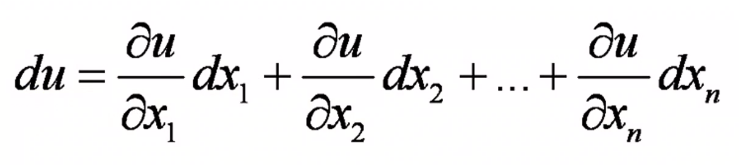 du = ∂u/∂x₁ dx₁ + ∂u/∂x₂ dx₂ + ... + ∂u/∂xₙ dxₙ